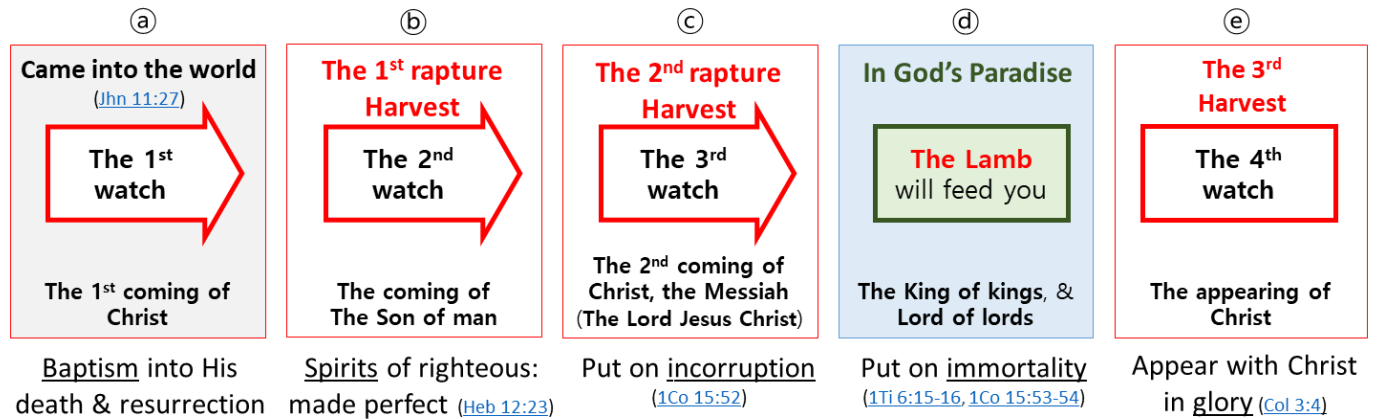 ⓐ
Came into the world
(Jhn 11:27)
The 1st
watch
The 1st coming of
Christ
Baptism into His
death & resurrection
ⓑ
The 1st rapture
Harvest
The 2nd
watch
The coming of
The Son of man
Spirits of righteous:
made perfect (Heb 12:23)
ⓒ
The 2nd rapture
Harvest
The 3rd
watch
The 2nd coming of
Christ, the Messiah
(The Lord Jesus Christ)
Put on incorruption
(1Co 15:52)
ⓓ
In God's Paradise
The Lamb
will feed you
The King of kings, &
Lord of lords
Put on immortality
(1Ti 6:15-16, 1Co 15:53-54)
ⓔ
The 3rd
Harvest
The 4th
watch
The appearing of
Christ
Appear with Christ
in glory (Col 3:4)